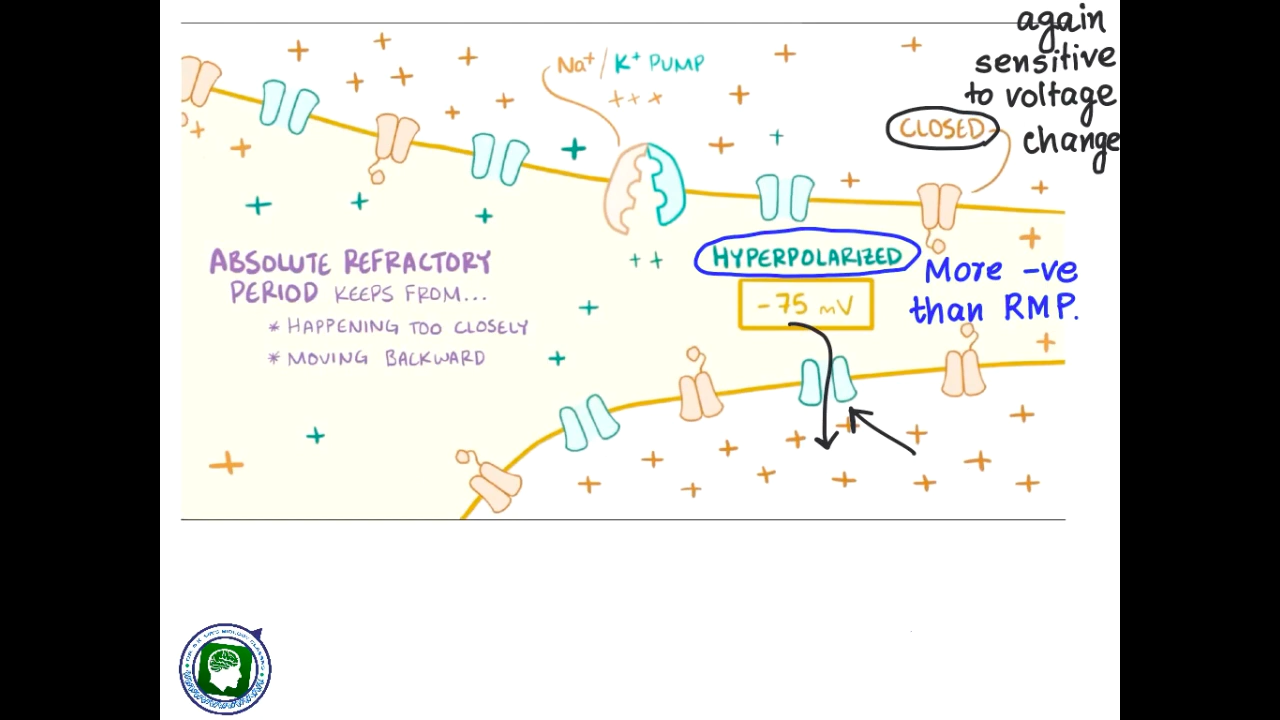 again
sensitive
to voltage
change
Na+/K+ PUMP
+++
CLOSED
++
HYPERPOLARIZED
-75 mV
More -ve
than RMP.
ABSOLUTE REFRACTORY
PERIOD KEEPS FROM...
* HAPPENING TOO CLOSELY
* MOVING BACKWARD